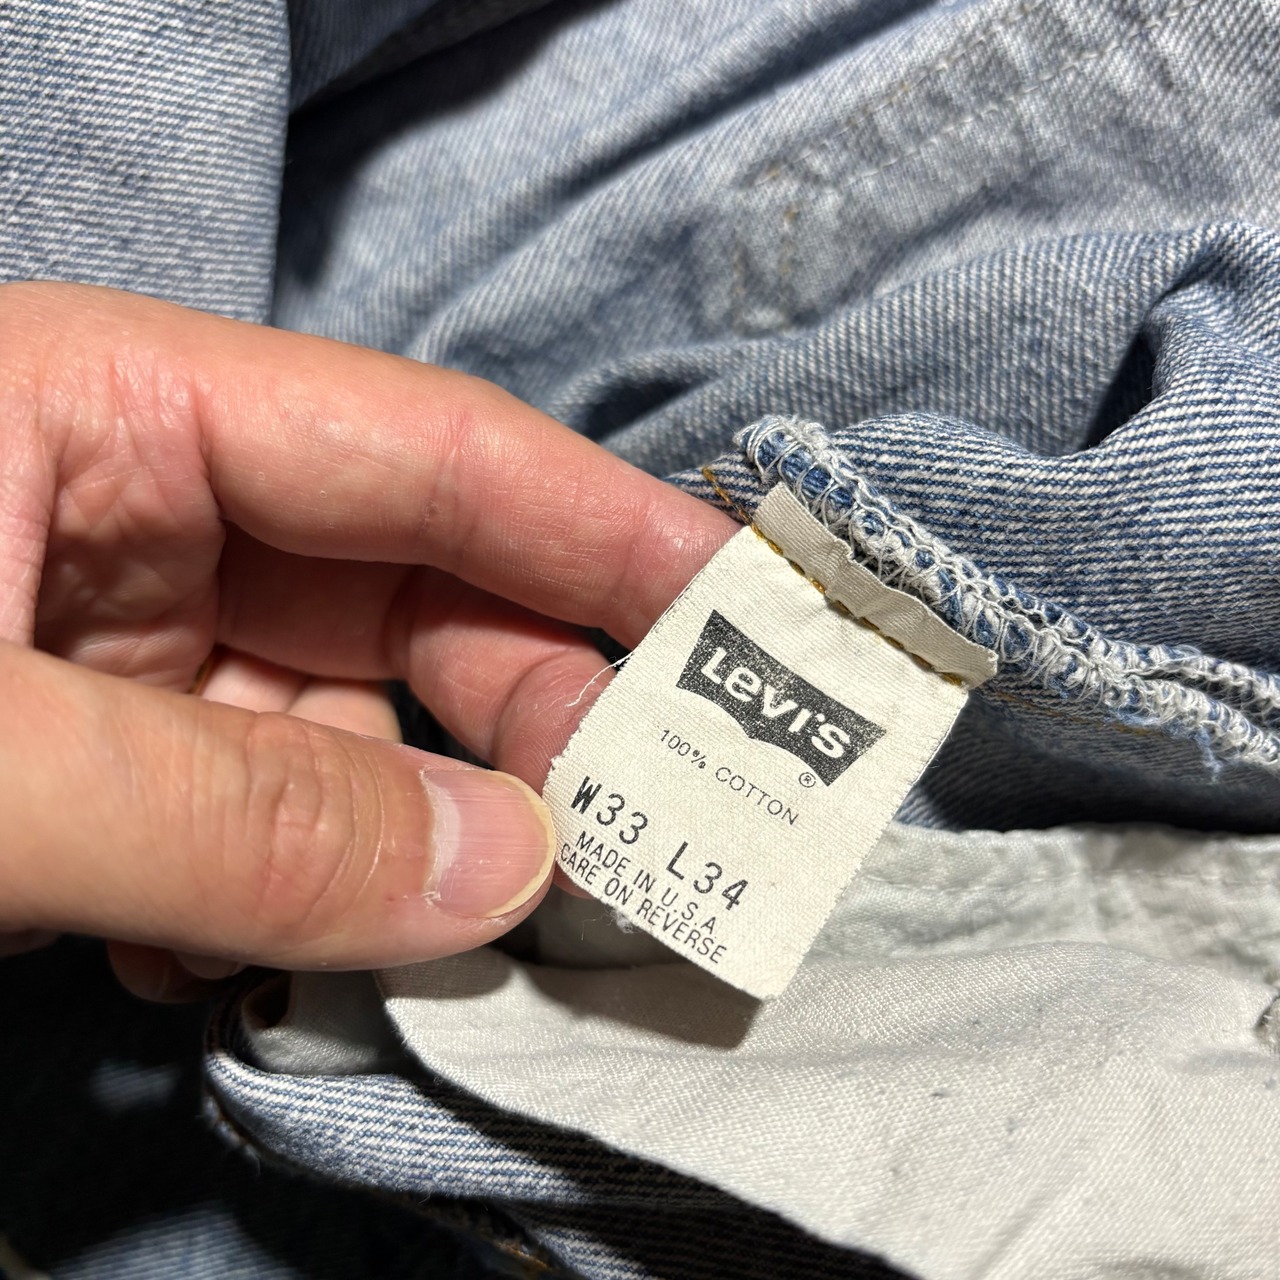 Levi's®
100% COTTON
W33 L34
MADE IN U.S.A
CARE ON REVERSE